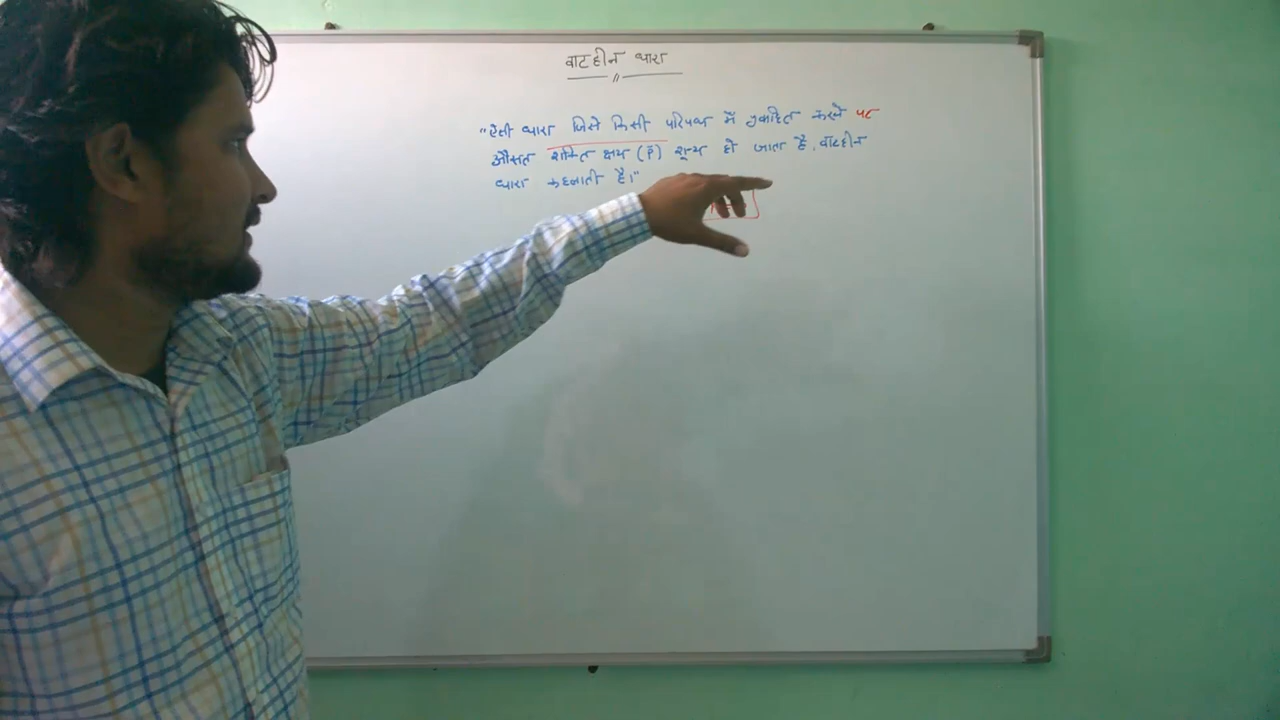 वाटहीन धारा
"ऐसी धारा जिसे किसी परिपथ में प्रवाहित करने पर
औसत शक्ति क्षय (P̄) शून्य हो जाता है, वाटहीन
धारा कहलाती है।"